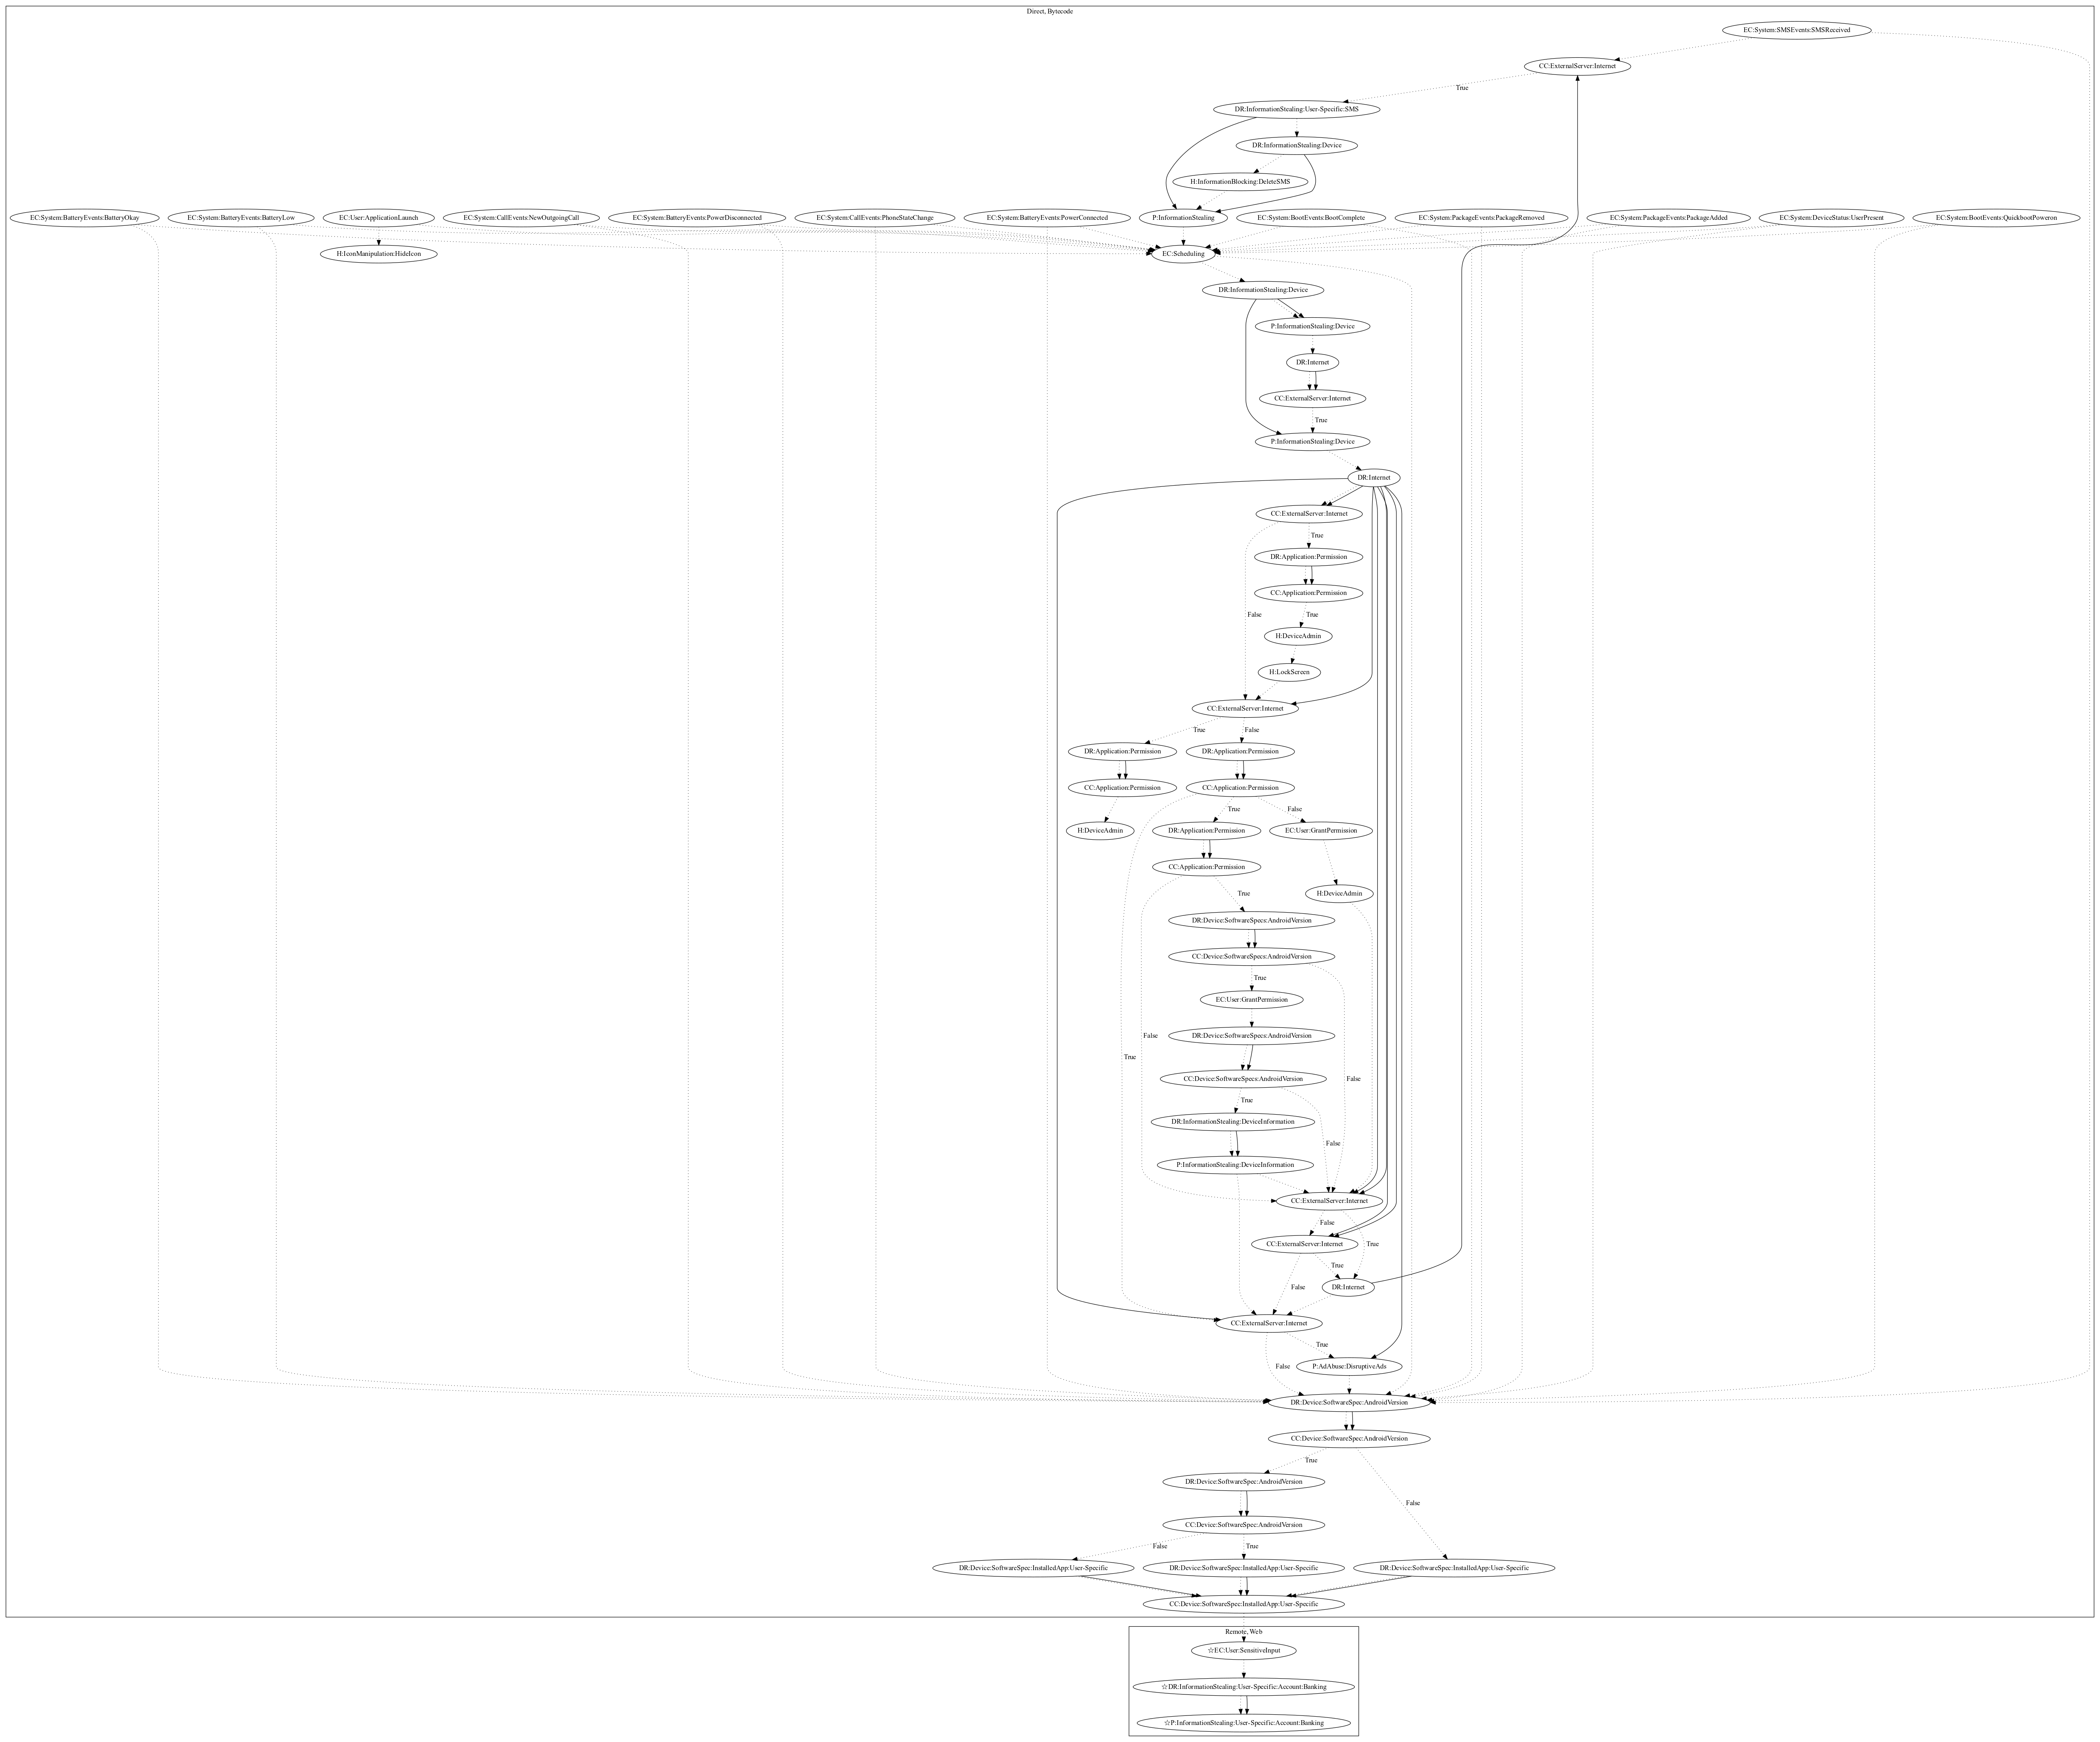 Direct, Bytecode
EC:System:SMSEvents:SMSReceived
CC:ExternalServer:Internet
True
DR:InformationStealing:User-Specific:SMS
DR:InformationStealing:Device
H:InformationBlocking:DeleteSMS
EC:System:BatteryEvents:BatteryOkay
EC:System:BatteryEvents:BatteryLow
EC:User:ApplicationLaunch
EC:System:CallEvents:NewOutgoingCall
EC:System:BatteryEvents:PowerDisconnected
EC:System:CallEvents:PhoneStateChange
EC:System:BatteryEvents:PowerConnected
P:InformationStealing
EC:System:BootEvents:BootComplete
EC:System:PackageEvents:PackageRemoved
EC:System:PackageEvents:PackageAdded
EC:System:DeviceStatus:UserPresent
EC:System:BootEvents:QuickbootPoweron
H:IconManipulation:HideIcon
EC:Scheduling
DR:InformationStealing:Device
P:InformationStealing:Device
DR:Internet
CC:ExternalServer:Internet
True
P:InformationStealing:Device
DR:Internet
CC:ExternalServer:Internet
True
DR:Application:Permission
CC:Application:Permission
False
True
H:DeviceAdmin
H:LockScreen
CC:ExternalServer:Internet
True
False
DR:Application:Permission
DR:Application:Permission
CC:Application:Permission
CC:Application:Permission
True
False
H:DeviceAdmin
DR:Application:Permission
EC:User:GrantPermission
CC:Application:Permission
True
H:DeviceAdmin
DR:Device:SoftwareSpecs:AndroidVersion
CC:Device:SoftwareSpecs:AndroidVersion
True
EC:User:GrantPermission
False
DR:Device:SoftwareSpecs:AndroidVersion
True
CC:Device:SoftwareSpecs:AndroidVersion
False
True
DR:InformationStealing:DeviceInformation
False
P:InformationStealing:DeviceInformation
CC:ExternalServer:Internet
False
CC:ExternalServer:Internet
True
True
False
DR:Internet
CC:ExternalServer:Internet
True
False
P:AdAbuse:DisruptiveAds
DR:Device:SoftwareSpec:AndroidVersion
CC:Device:SoftwareSpec:AndroidVersion
True
DR:Device:SoftwareSpec:AndroidVersion
False
CC:Device:SoftwareSpec:AndroidVersion
False
True
DR:Device:SoftwareSpec:InstalledApp:User-Specific
DR:Device:SoftwareSpec:InstalledApp:User-Specific
DR:Device:SoftwareSpec:InstalledApp:User-Specific
CC:Device:SoftwareSpec:InstalledApp:User-Specific
Remote, Web
☆EC:User:SensitiveInput
☆DR:InformationStealing:User-Specific:Account:Banking
☆P:InformationStealing:User-Specific:Account:Banking